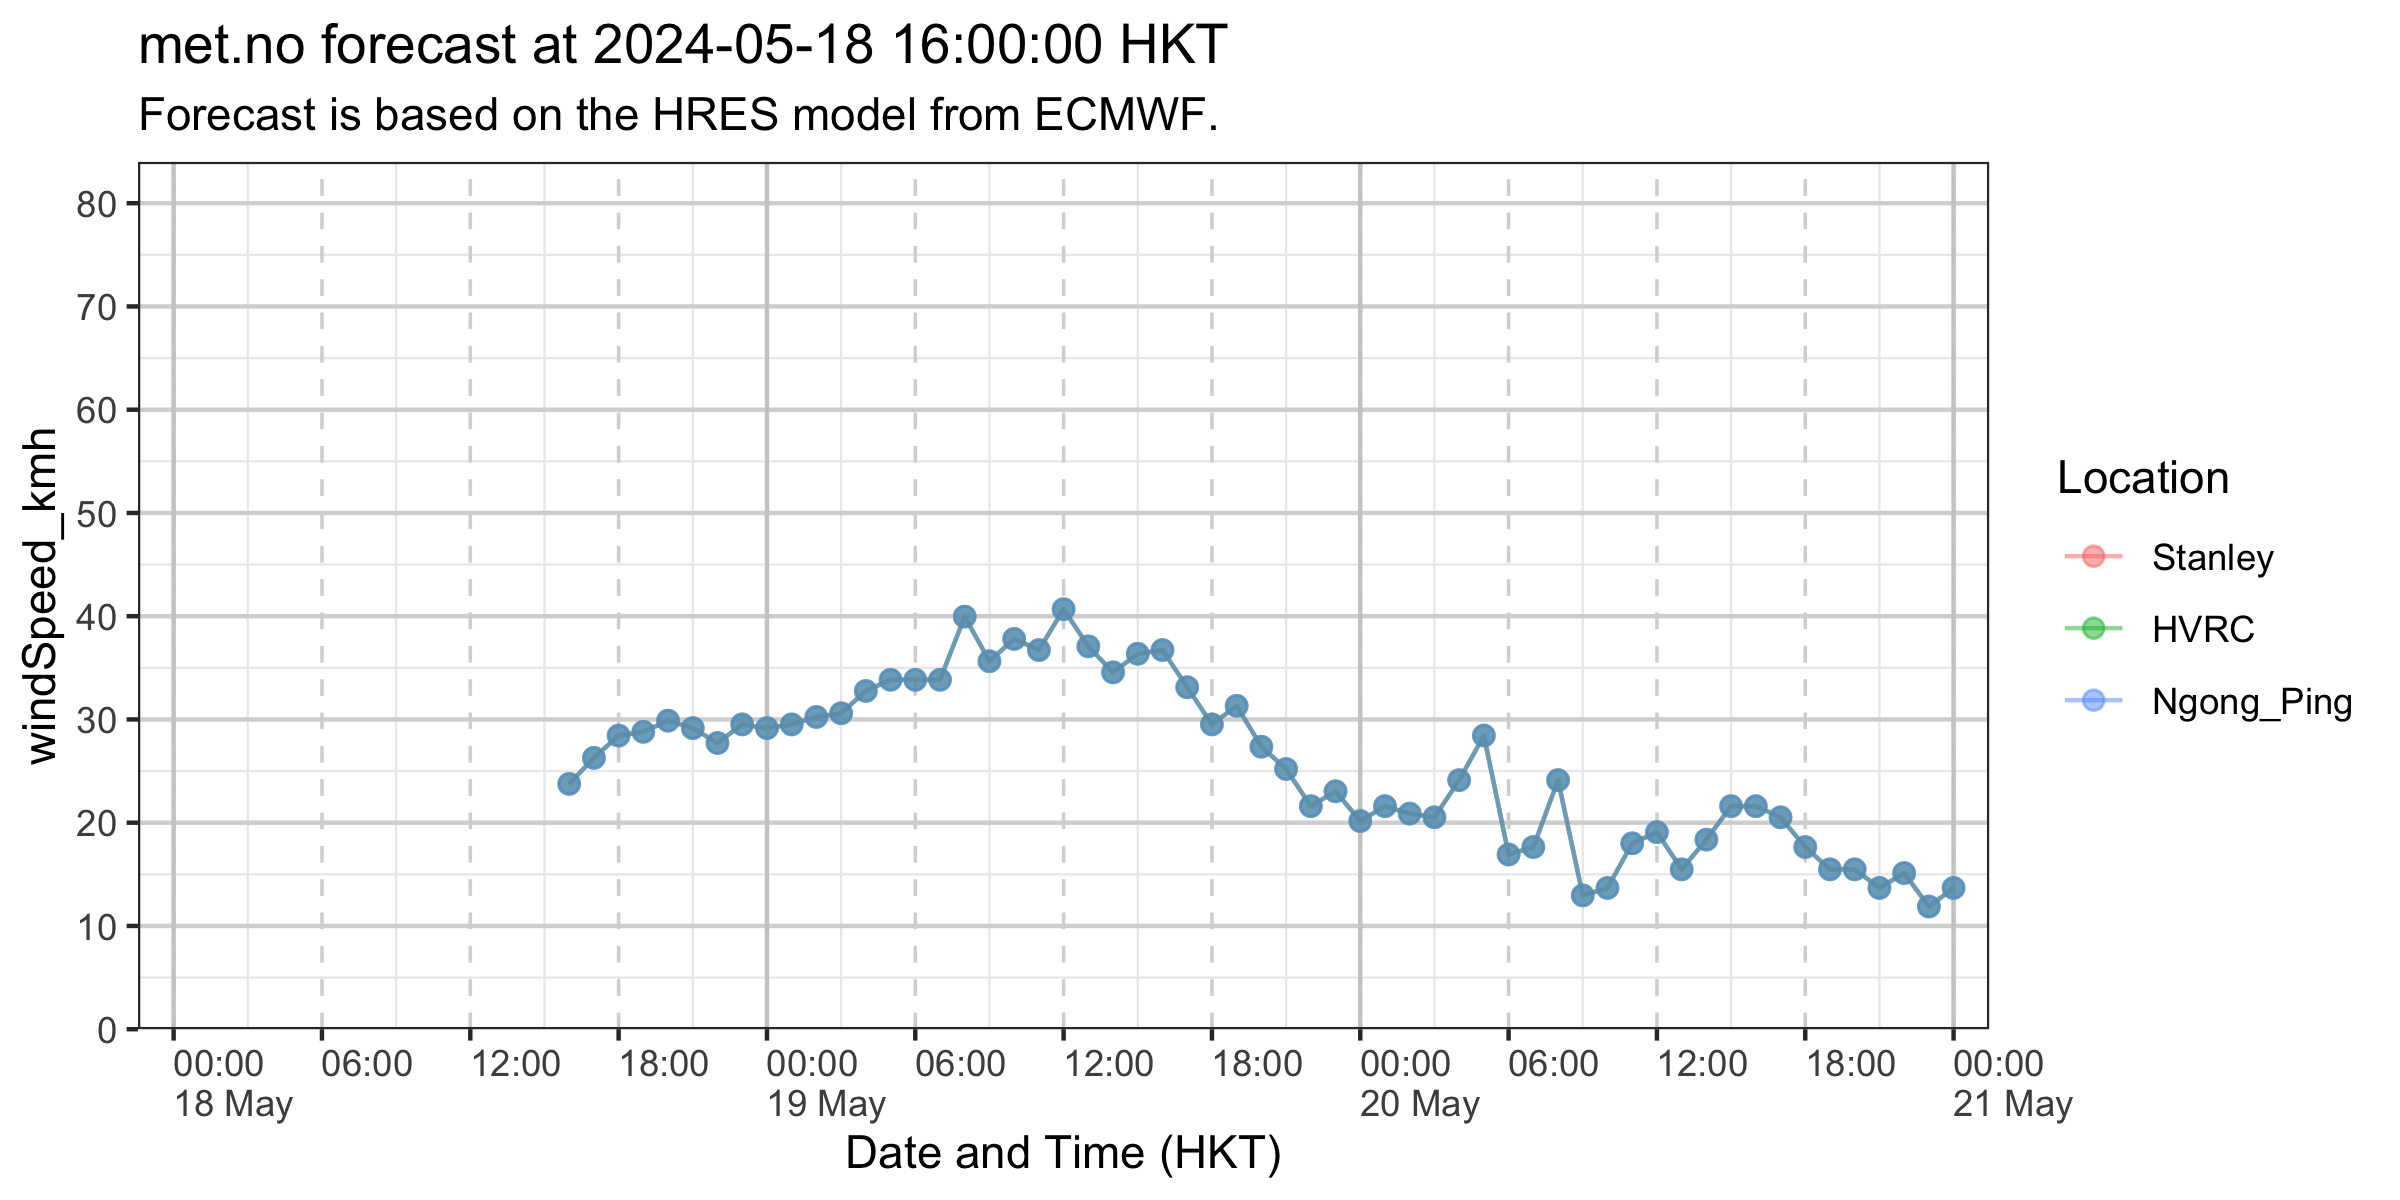 met.no forecast at 2024-05-18 16:00:00 HKT
Forecast is based on the HRES model from ECMWF.
windSpeed_kmh
80
70
60
50
40
30
20
10
0
00:00 06:00 12:00 18:00 00:00 06:00 12:00 18:00 00:00 06:00 12:00 18:00 00:00
18 May 19 May 20 May 21 May
Date and Time (HKT)
Location
Stanley
HVRC
Ngong_Ping